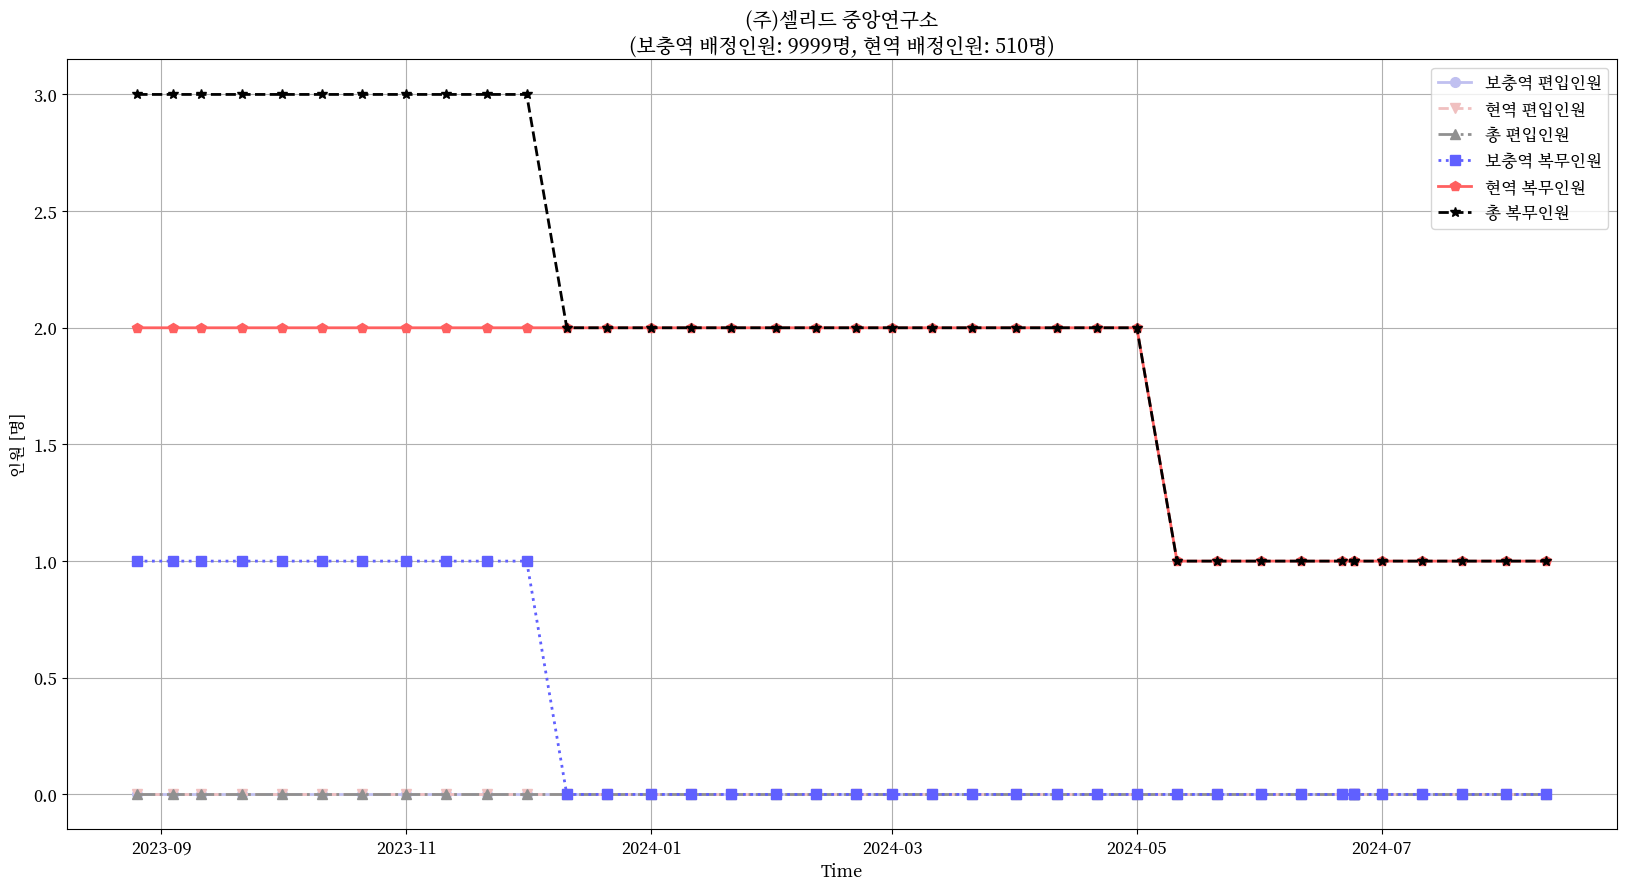 (주)셀리드 중앙연구소
(보충역 배정인원: 9999명, 현역 배정인원: 510명)
보충역 편입인원
현역 편입인원
총 편입인원
보충역 복무인원
현역 복무인원
총 복무인원
인원 [명]
3.0
2.5
2.0
1.5
1.0
0.5
0.0
2023-09
2023-11
2024-01
2024-03
2024-05
2024-07
Time